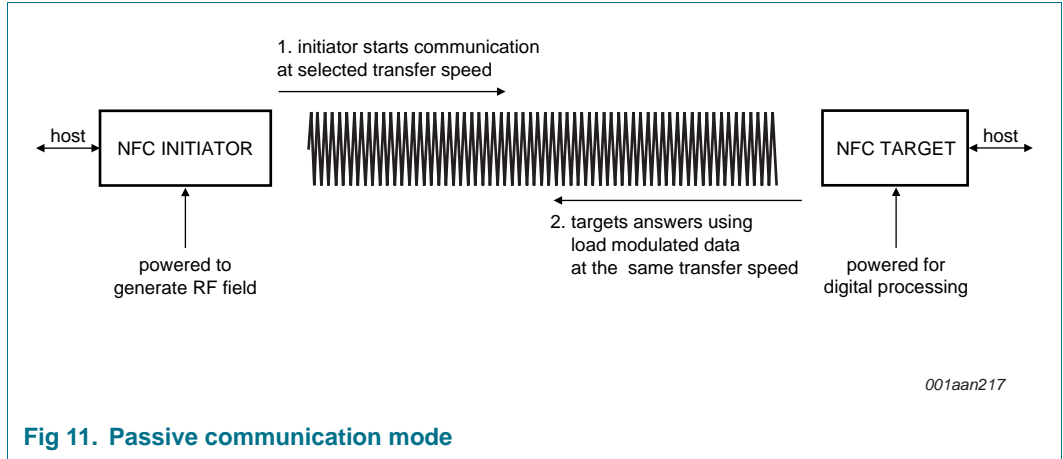 1. initiator starts communication
at selected transfer speed
host
NFC INITIATOR
NFC TARGET
host
2. targets answers using
load modulated data
at the same transfer speed
powered to
generate RF field
powered for
digital processing
001aan217
Fig 11. Passive communication mode